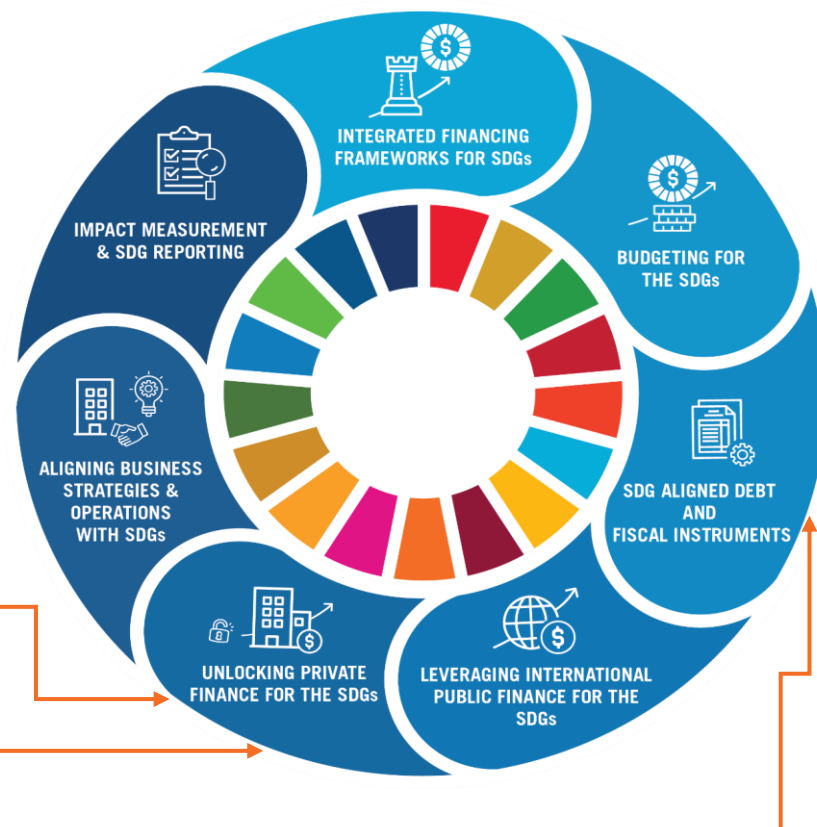 INTEGRATED FINANCING
FRAMEWORKS FOR SDGs
BUDGETING FOR
THE SDGs
SDG ALIGNED DEBT
AND
FISCAL INSTRUMENTS
LEVERAGING INTERNATIONAL
PUBLIC FINANCE FOR THE
SDGs
UNLOCKING PRIVATE
FINANCE FOR THE SDGs
ALIGNING BUSINESS
STRATEGIES &
OPERATIONS
WITH SDGs
IMPACT MEASUREMENT
& SDG REPORTING